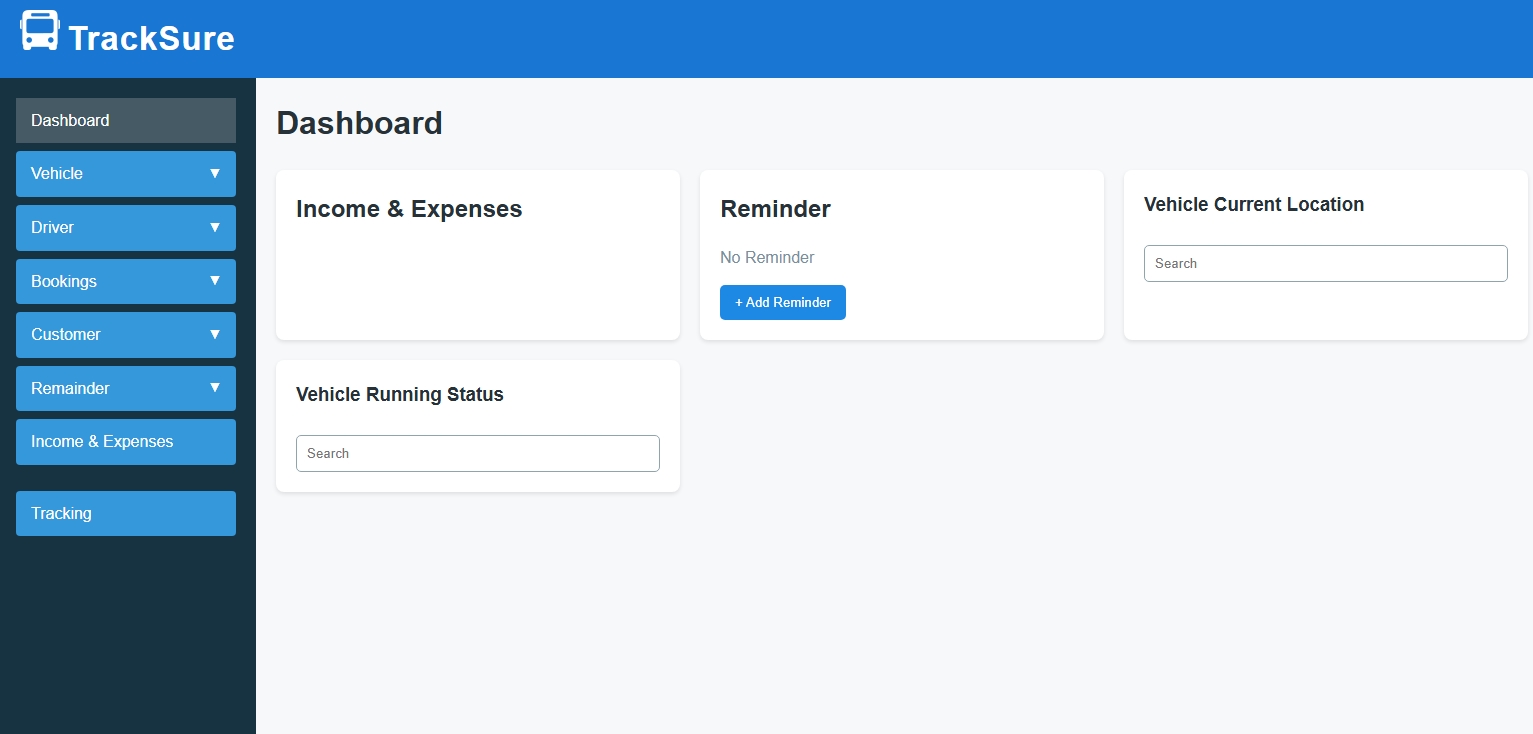 TrackSure
Dashboard
Vehicle ▼
Driver ▼
Bookings ▼
Customer ▼
Remainder ▼
Income & Expenses
Tracking
Dashboard
Income & Expenses
Reminder
No Reminder
+ Add Reminder
Vehicle Current Location
Search
Vehicle Running Status
Search